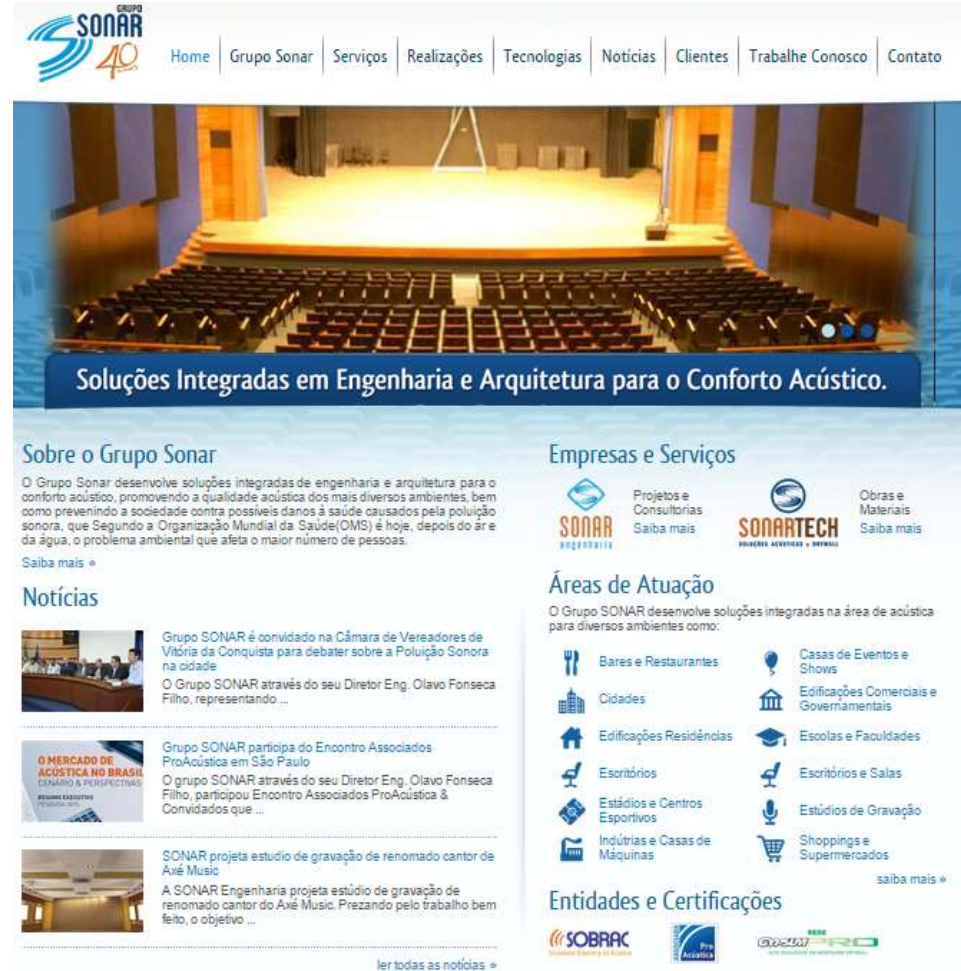 GRUPO
SONAR
40
anos
Home
Grupo Sonar
Serviços
Realizações
Tecnologias
Notícias
Clientes
Trabalhe Conosco
Contato
Soluções Integradas em Engenharia e Arquitetura para o Conforto Acústico.
Sobre o Grupo Sonar
O Grupo Sonar desenvolve soluções integradas de engenharia e arquitetura para o
conforto acústico, promovendo a qualidade acústica dos mais diversos ambientes, bem
como prevenindo a sociedade contra possíveis danos à saúde causados pela poluição
sonora, que Segundo a Organização Mundial da Saúde(OMS) é hoje, depois do ar e
da água, o problema ambiental que afeta o maior número de pessoas.
Saiba mais »
Notícias
Grupo SONAR é convidado na Câmara de Vereadores de
Vitória da Conquista para debater sobre a Poluição Sonora
na cidade
O Grupo SONAR através do seu Diretor Eng. Olavo Fonseca
Filho, representando ...
O MERCADO DE
ACÚSTICA NO BRASIL
CENÁRIO & PERSPECTIVAS
RESUMO EXECUTIVO
Grupo SONAR participa do Encontro Associados
ProAcústica em São Paulo
O grupo SONAR através do seu Diretor Eng. Olavo Fonseca
Filho, participou Encontro Associados ProAcústica &
Convidados que ...
SONAR projeta estudio de gravação de renomado cantor de
Axé Music
A SONAR Engenharia projeta estúdio de gravação de
renomado cantor do Axé Music. Prezando pelo trabalho bem
feito, o objetivo ...
ler todas as notícias »
Empresas e Serviços
SONAR
engenharia
Projetos e
Consultorias
Saiba mais
SONARTECH
SOLUÇÕES ACÚSTICAS e DRYWALL
Obras e
Materiais
Saiba mais
Áreas de Atuação
O Grupo SONAR desenvolve soluções integradas na área de acústica
para diversos ambientes como:
Bares e Restaurantes
Casas de Eventos e
Shows
Cidades
Edificações Comerciais e
Governamentais
Edificações Residências
Escolas e Faculdades
Escritórios
Escritórios e Salas
Estádios e Centros
Esportivos
Estúdios de Gravação
Indútrias e Casas de
Máquinas
Shoppings e
Supermercados
saiba mais »
Entidades e Certificações
SOBRAC
Pro
Acústica
PRO